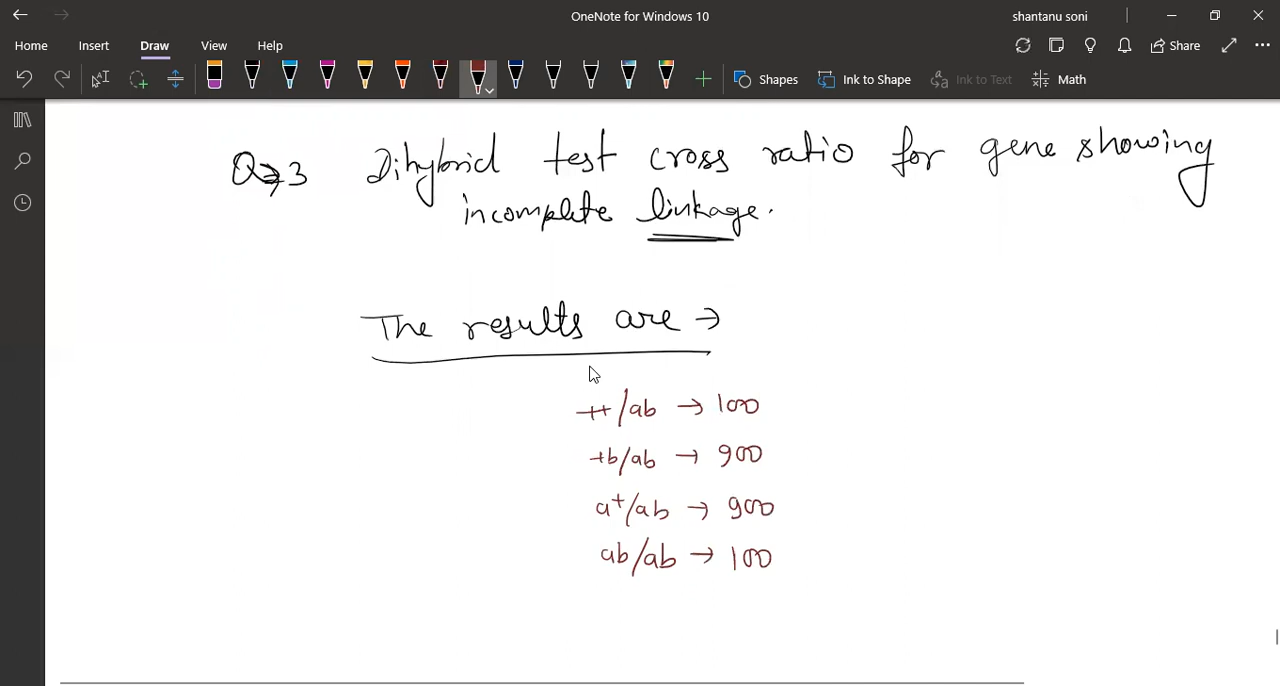 OneNote for Windows 10
shantanu soni
Home Insert Draw View Help
Share
Shapes Ink to Shape Ink to Text Math
Q→3 Dihybrid test cross ratio for gene showing
incomplete linkage.
The results are →
++/ab → 100
+b/ab → 900
a+/ab → 900
ab/ab → 100